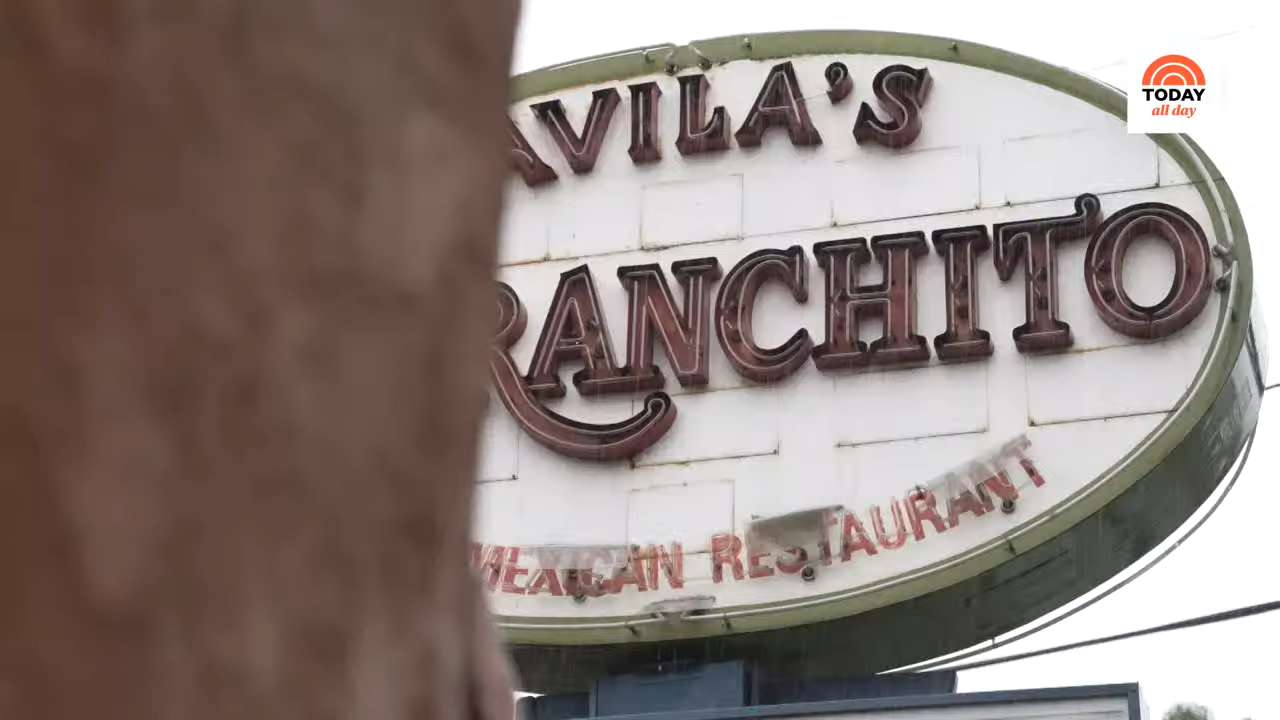 AVILA'S
RANCHITO
MEXICAN RESTAURANT
TODAY
all day